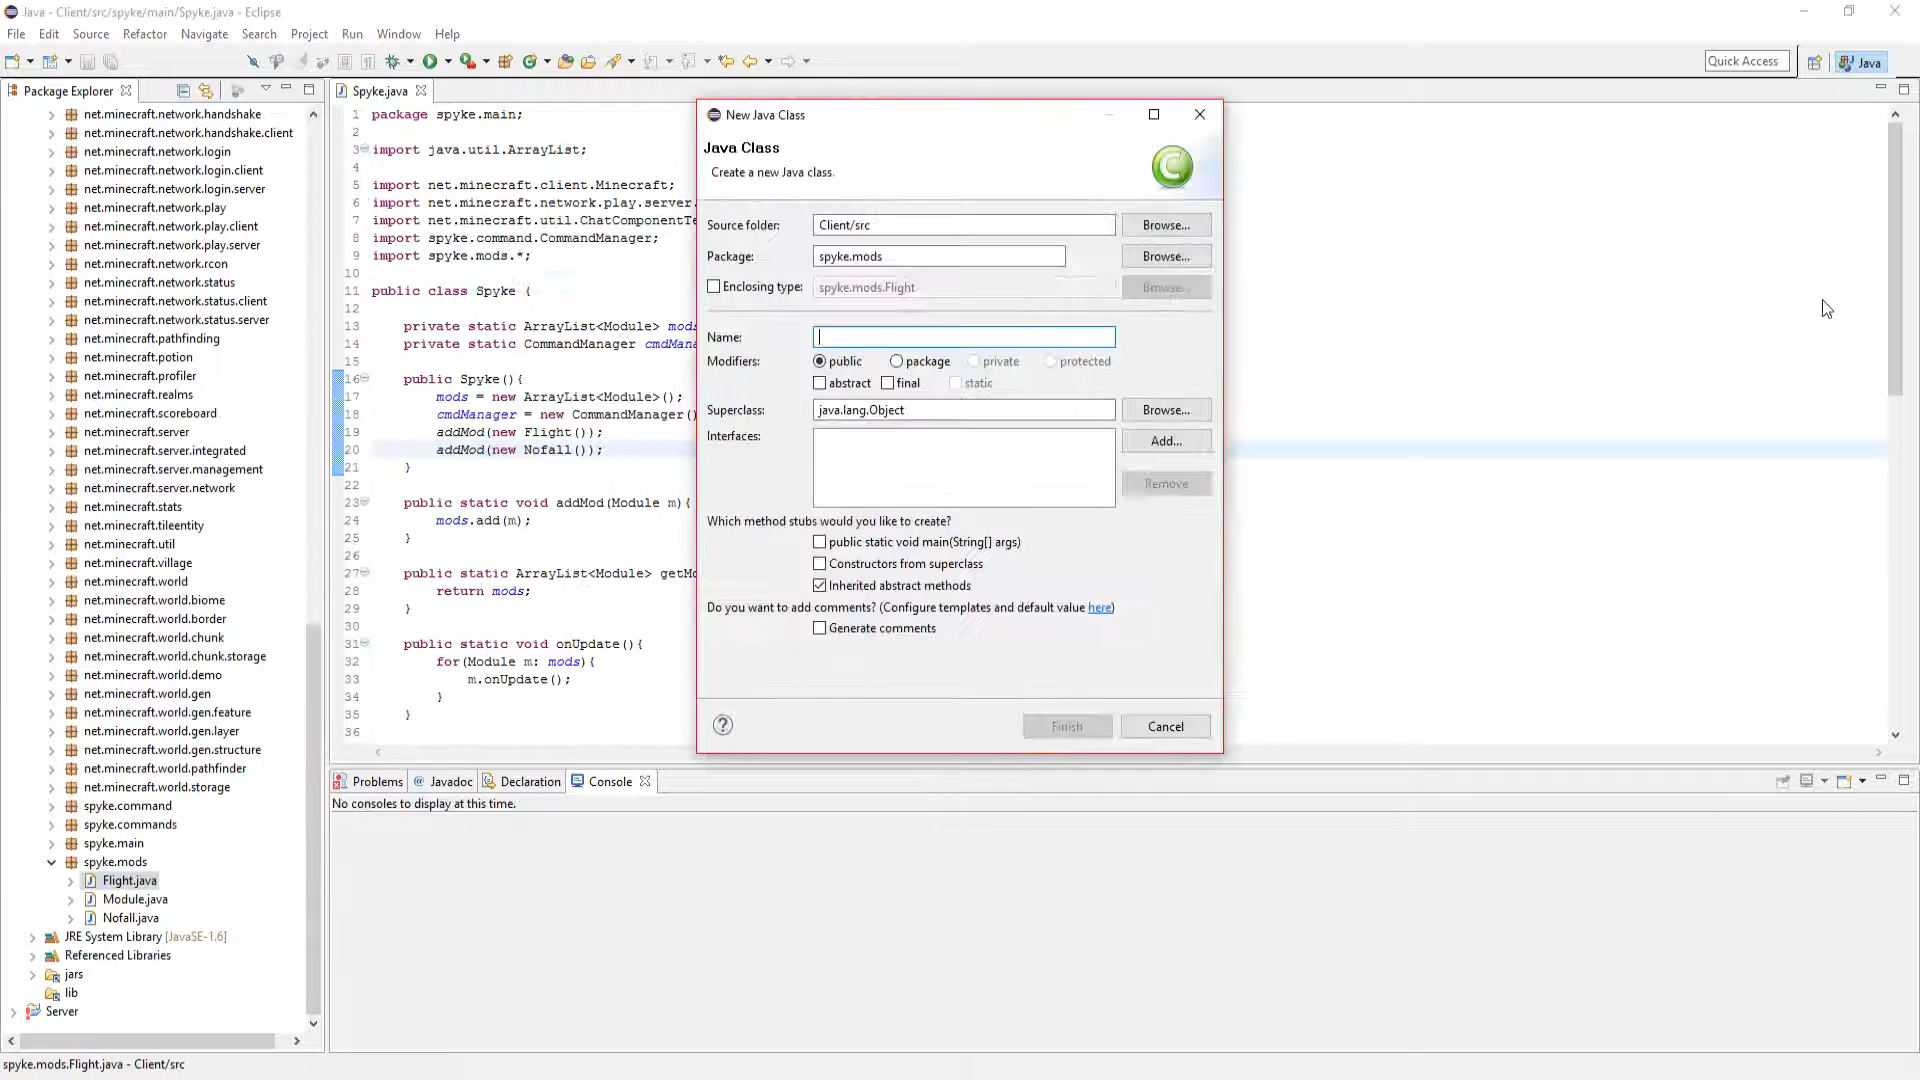 Java - Client/src/spyke/main/Spyke.java - Eclipse
File Edit Source Refactor Navigate Search Project Run Window Help
Quick Access
Java
Package Explorer
net.minecraft.network.handshake
net.minecraft.network.handshake.client
net.minecraft.network.login
net.minecraft.network.login.client
net.minecraft.network.login.server
net.minecraft.network.play
net.minecraft.network.play.client
net.minecraft.network.play.server
net.minecraft.network.rcon
net.minecraft.network.status
net.minecraft.network.status.client
net.minecraft.network.status.server
net.minecraft.pathfinding
net.minecraft.potion
net.minecraft.profiler
net.minecraft.realms
net.minecraft.scoreboard
net.minecraft.server
net.minecraft.server.integrated
net.minecraft.server.management
net.minecraft.server.network
net.minecraft.stats
net.minecraft.tileentity
net.minecraft.util
net.minecraft.village
net.minecraft.world
net.minecraft.world.biome
net.minecraft.world.border
net.minecraft.world.chunk
net.minecraft.world.chunk.storage
net.minecraft.world.demo
net.minecraft.world.gen
net.minecraft.world.gen.feature
net.minecraft.world.gen.layer
net.minecraft.world.gen.structure
net.minecraft.world.pathfinder
net.minecraft.world.storage
spyke.command
spyke.commands
spyke.main
spyke.mods
Flight.java
Module.java
Nofall.java
JRE System Library [JavaSE-1.6]
Referenced Libraries
jars
lib
Server
Spyke.java
1 package spyke.main;
2
3 import java.util.ArrayList;
4
5 import net.minecraft.client.Minecraft;
6 import net.minecraft.network.play.server.
7 import net.minecraft.util.ChatComponentTe
8 import spyke.command.CommandManager;
9 import spyke.mods.*;
10
11 public class Spyke {
12
13 private static ArrayList<Module> mods
14 private static CommandManager cmdMana
15
16 public Spyke(){
17 mods = new ArrayList<Module>();
18 cmdManager = new CommandManager()
19 addMod(new Flight());
20 addMod(new Nofall());
21 }
22
23 public static void addMod(Module m){
24 mods.add(m);
25 }
26
27 public static ArrayList<Module> getMo
28 return mods;
29 }
30
31 public static void onUpdate(){
32 for(Module m: mods){
33 m.onUpdate();
34 }
35 }
36
New Java Class
Java Class
Create a new Java class.
C
Source folder: Client/src Browse...
Package: spyke.mods Browse...
Enclosing type: spyke.mods.Flight Browse...
Name:
Modifiers: public package private protected
abstract final static
Superclass: java.lang.Object Browse...
Interfaces: Add...
Remove
Which method stubs would you like to create?
public static void main(String[] args)
Constructors from superclass
Inherited abstract methods
Do you want to add comments? (Configure templates and default value here)
Generate comments
? Finish Cancel
Problems @ Javadoc Declaration Console
No consoles to display at this time.
spyke.mods.Flight.java - Client/src